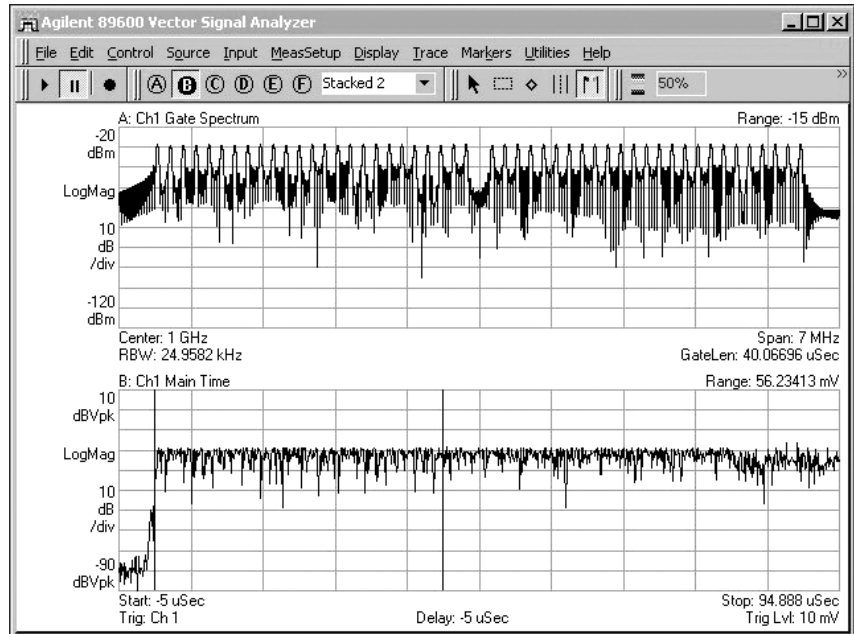 Agilent 89600 Vector Signal Analyzer
File Edit Control Source Input MeasSetup Display Trace Markers Utilities Help
A B C D E F Stacked 2 50%
A: Ch1 Gate Spectrum Range: -15 dBm
-20
dBm
LogMag
10
dB
/div
-120
dBm
Center: 1 GHz Span: 7 MHz
RBW: 24.9582 kHz GateLen: 40.06696 uSec
B: Ch1 Main Time Range: 56.23413 mV
10
dBVpk
LogMag
10
dB
/div
-90
dBVpk
Start: -5 uSec Stop: 94.888 uSec
Trig: Ch 1 Delay: -5 uSec Trig Lvl: 10 mV